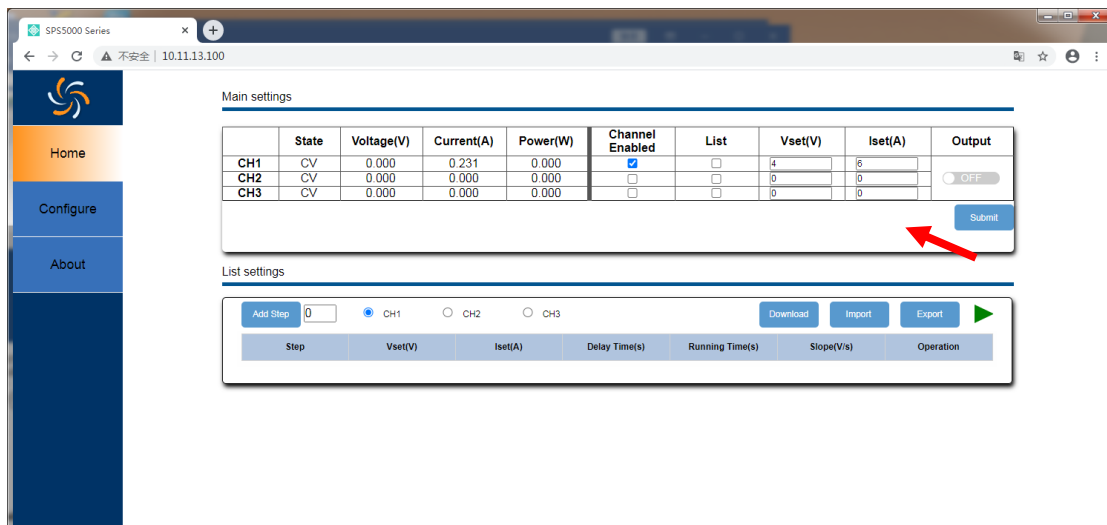 SPS5000 Series
不安全 | 10.11.13.100
Home
Configure
About
Main settings
State Voltage(V) Current(A) Power(W) Channel Enabled List Vset(V) Iset(A) Output
CH1 CV 0.000 0.231 0.000 4 6
CH2 CV 0.000 0.000 0.000 0 0 OFF
CH3 CV 0.000 0.000 0.000 0 0
Submit
List settings
Add Step 0 CH1 CH2 CH3 Download Import Export
Step Vset(V) Iset(A) Delay Time(s) Running Time(s) Slope(V/s) Operation